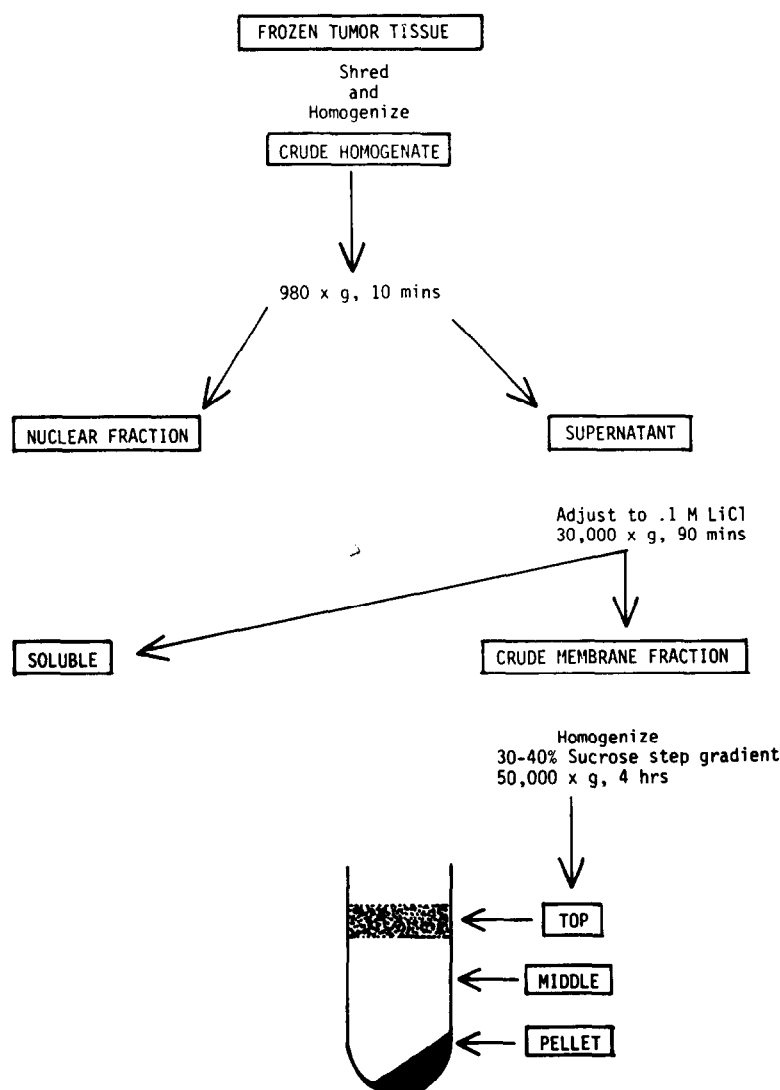 FROZEN TUMOR TISSUE
Shred
and
Homogenize
CRUDE HOMOGENATE
980 x g, 10 mins
NUCLEAR FRACTION
SUPERNATANT
Adjust to .1 M LiCl
30,000 x g, 90 mins
SOLUBLE
CRUDE MEMBRANE FRACTION
Homogenize
30-40% Sucrose step gradient
50,000 x g, 4 hrs
TOP
MIDDLE
PELLET